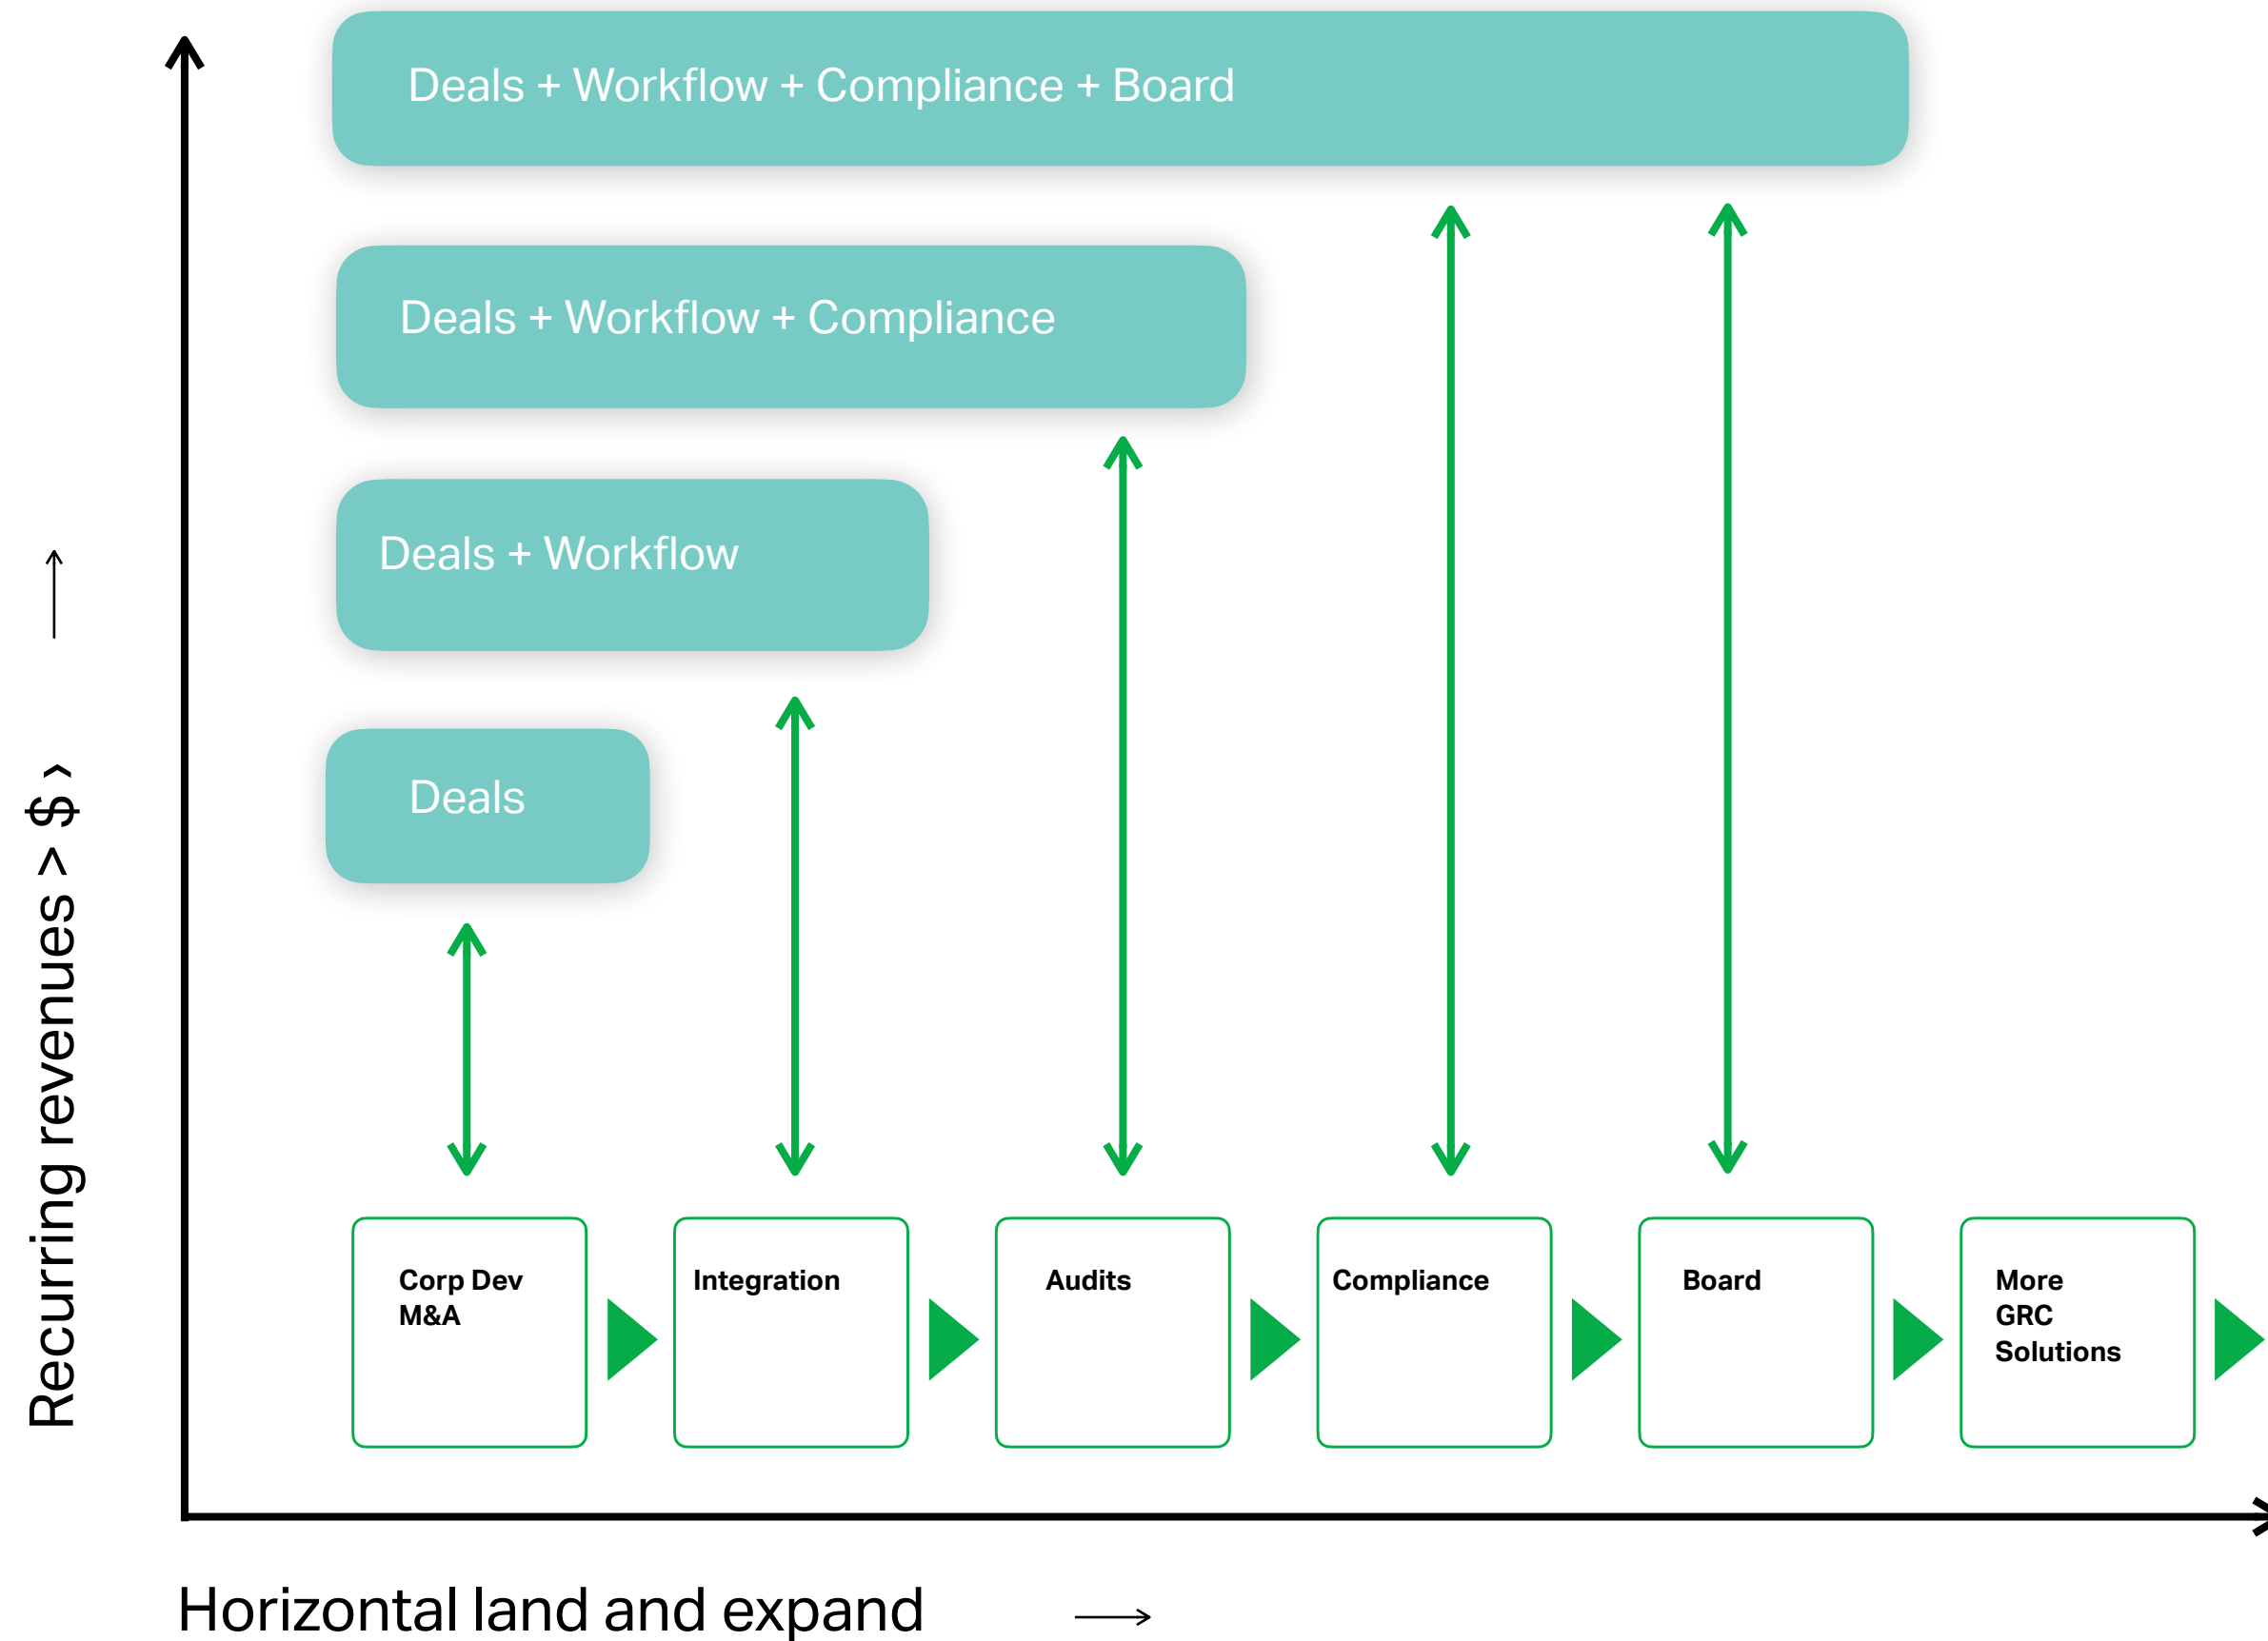 Deals + Workflow + Compliance + Board
Deals + Workflow + Compliance
Deals + Workflow
Deals
Recurring revenues > $ ›
Corp Dev
M&A
Integration
Audits
Compliance
Board
More
GRC
Solutions
Horizontal land and expand